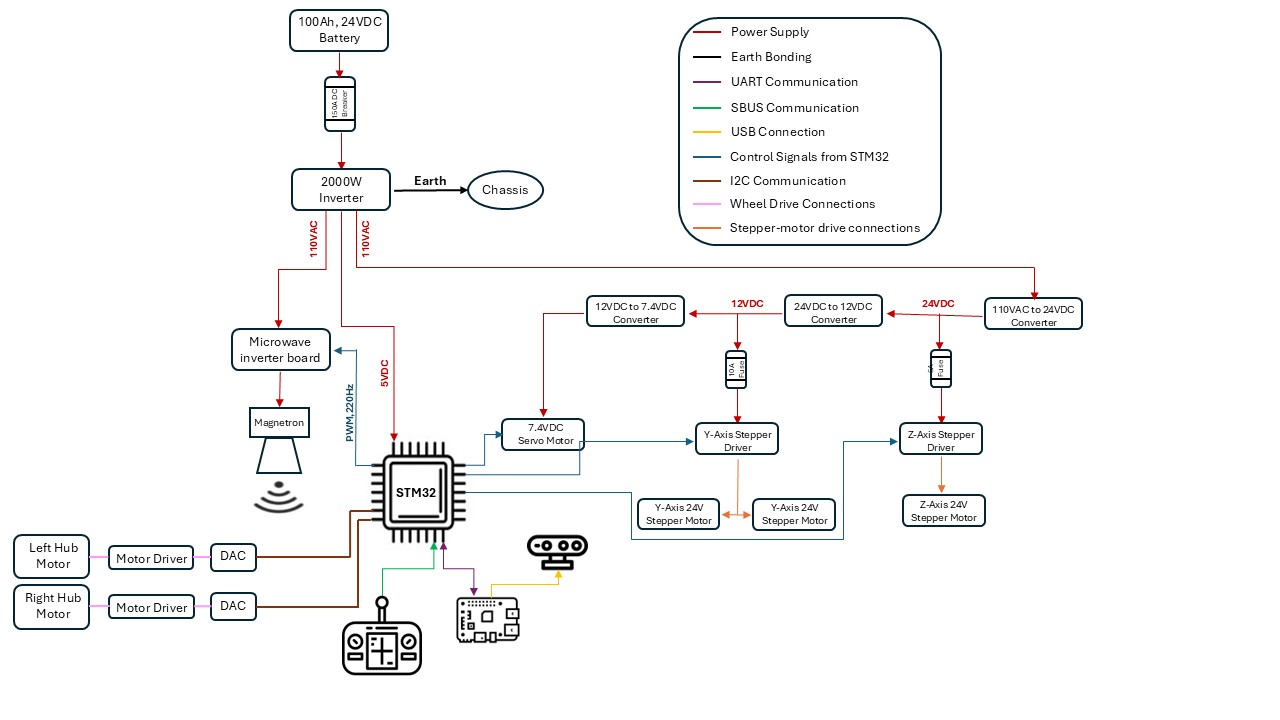 100Ah, 24VDC
Battery
150A DC
Breaker
2000W
Inverter
Earth
Chassis
110VAC
110VAC
Power Supply
Earth Bonding
UART Communication
SBUS Communication
USB Connection
Control Signals from STM32
I2C Communication
Wheel Drive Connections
Stepper-motor drive connections
12VDC to 7.4VDC
Converter
12VDC
24VDC to 12VDC
Converter
24VDC
110VAC to 24VDC
Converter
Microwave
inverter board
5VDC
10A
Fuse
Fuse
Magnetron
PWM, 220Hz
7.4VDC
Servo Motor
Y-Axis Stepper
Driver
Z-Axis Stepper
Driver
STM32
Y-Axis 24V
Stepper Motor
Y-Axis 24V
Stepper Motor
Z-Axis 24V
Stepper Motor
Left Hub
Motor
Motor Driver
DAC
Right Hub
Motor
Motor Driver
DAC